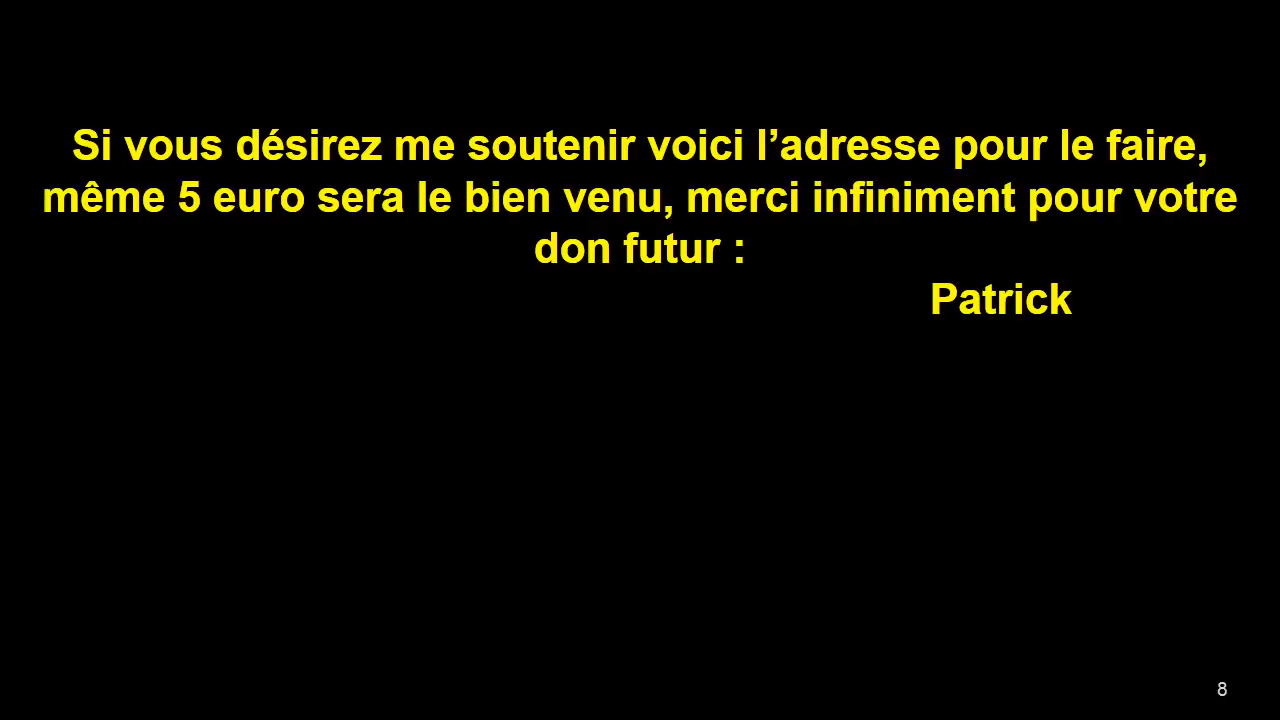 Si vous désirez me soutenir voici l’adresse pour le faire,
même 5 euro sera le bien venu, merci infiniment pour votre
don futur :
Patrick
8